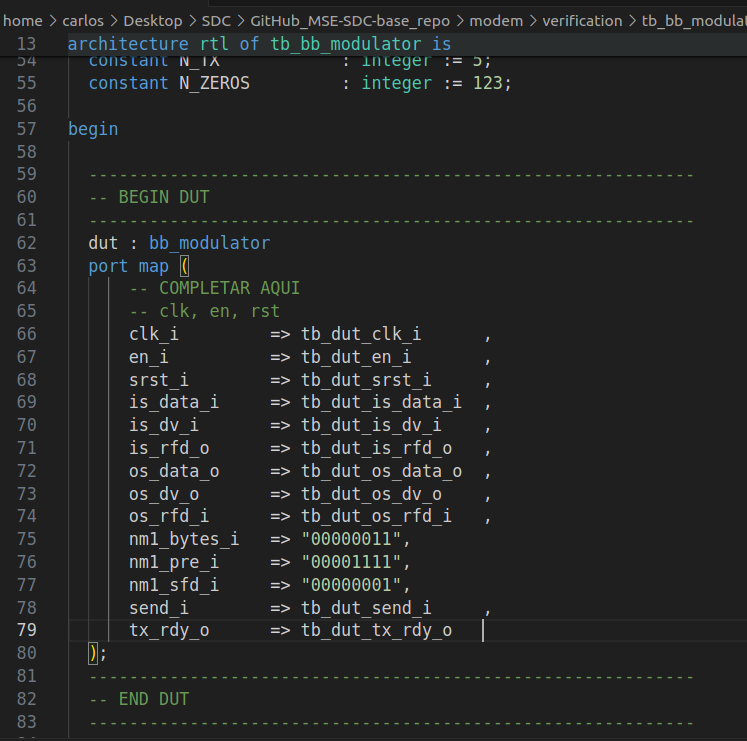 home > carlos > Desktop > SDC > GitHub_MSE-SDC-base_repo > modem > verification > tb_bb_modulat
13 architecture rtl of tb_bb_modulator is
54 constant N_TX : integer := 5;
55 constant N_ZEROS : integer := 123;
56
57 begin
58
59 ------------------------------------------------------------
60 -- BEGIN DUT
61 ------------------------------------------------------------
62 dut : bb_modulator
63 port map (
64 -- COMPLETAR AQUI
65 -- clk, en, rst
66 clk_i => tb_dut_clk_i ,
67 en_i => tb_dut_en_i ,
68 srst_i => tb_dut_srst_i ,
69 is_data_i => tb_dut_is_data_i ,
70 is_dv_i => tb_dut_is_dv_i ,
71 is_rfd_o => tb_dut_is_rfd_o ,
72 os_data_o => tb_dut_os_data_o ,
73 os_dv_o => tb_dut_os_dv_o ,
74 os_rfd_i => tb_dut_os_rfd_i ,
75 nm1_bytes_i => "00000011",
76 nm1_pre_i => "00001111",
77 nm1_sfd_i => "00000001",
78 send_i => tb_dut_send_i ,
79 tx_rdy_o => tb_dut_tx_rdy_o
80 );
81 ------------------------------------------------------------
82 -- END DUT
83 ------------------------------------------------------------